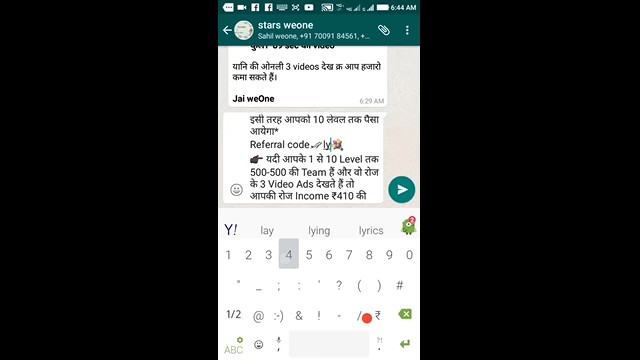 6:44 AM
stars weone
Sahil weone, +91 70091 84561, +...
यानि की ओनली 3 videos देख क्र आप हजारो
कमा सकते हैं।
Jai weOne
6:29 AM
इसी तरह आपको 10 लेवल तक पैसा
आयेगा*
Referral code ly
यदी आपके 1 से 10 Level तक
500-500 की Team हैं और वो रोज
के 3 Video Ads देखते हैं तो
आपकी रोज Income ₹410 की
Y! lay lying lyrics 2
1 2 3 4 5 6 7 8 9 0
" _ ; : ' ? ( ) #
1/2 @ :-) & ! - / ₹
ABC , .?!